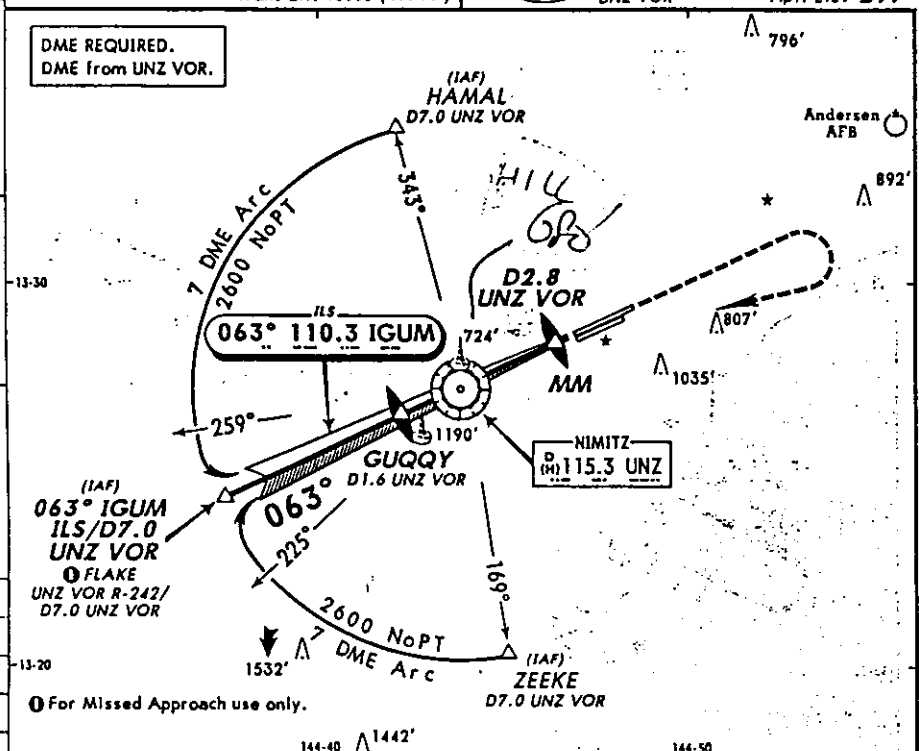 DME REQUIRED.
DME from UNZ VOR.
796'
(IAF)
HAMAL
D7.0 UNZ VOR
Andersen
AFB
892'
343°
7 DME Arc
2600 NoPT
D2.8
UNZ VOR
13-30
ILS
063° 110.3 IGUM
724'
807'
MM
1035'
259°
1190'
GUQQY
D1.6 UNZ VOR
NIMITZ
D
(H) 115.3 UNZ
(IAF)
063° IGUM
ILS/D7.0
UNZ VOR
1 FLAKE
UNZ VOR R-242/
D7.0 UNZ VOR
063°
225°
169°
2600 NoPT
7 DME Arc
1532'
13-20
(IAF)
ZEEKE
D7.0 UNZ VOR
1 For Missed Approach use only.
144-40
1442'
144-50